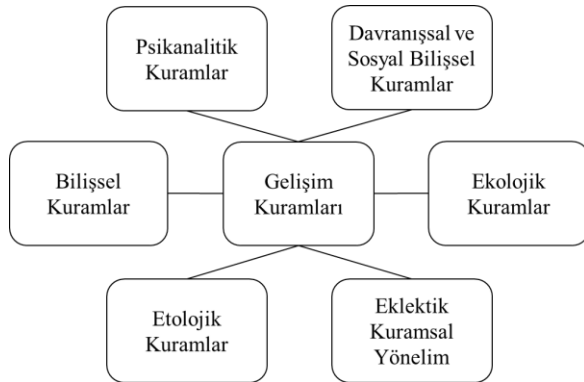 Psikanalitik
Kuramlar
Davranışsal ve
Sosyal Bilişsel
Kuramlar
Bilişsel
Kuramlar
Gelişim
Kuramları
Ekolojik
Kuramlar
Etolojik
Kuramlar
Eklektik
Kuramsal
Yönelim